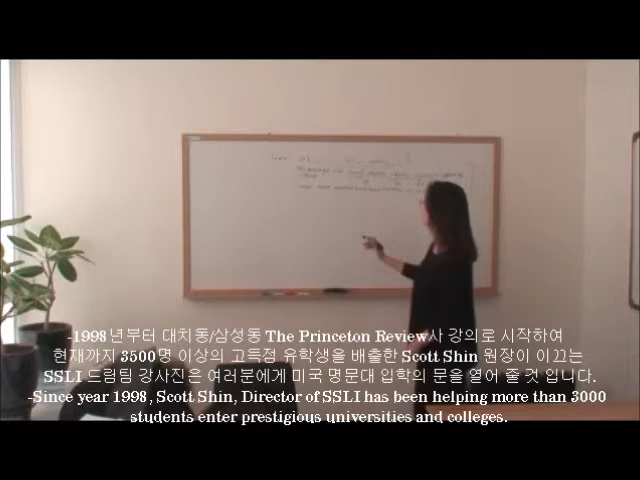 -1998년부터 대치동/삼성동 The Princeton Review사 강의로 시작하여
현재까지 3500명 이상의 고득점 유학생을 배출한 Scott Shin 원장이 이끄는
SSLI 드림팀 강사진은 여러분에게 미국 명문대 입학의 문을 열어 줄 것 입니다.
-Since year 1998, Scott Shin, Director of SSLI has been helping more than 3000
students enter prestigious universities and colleges.